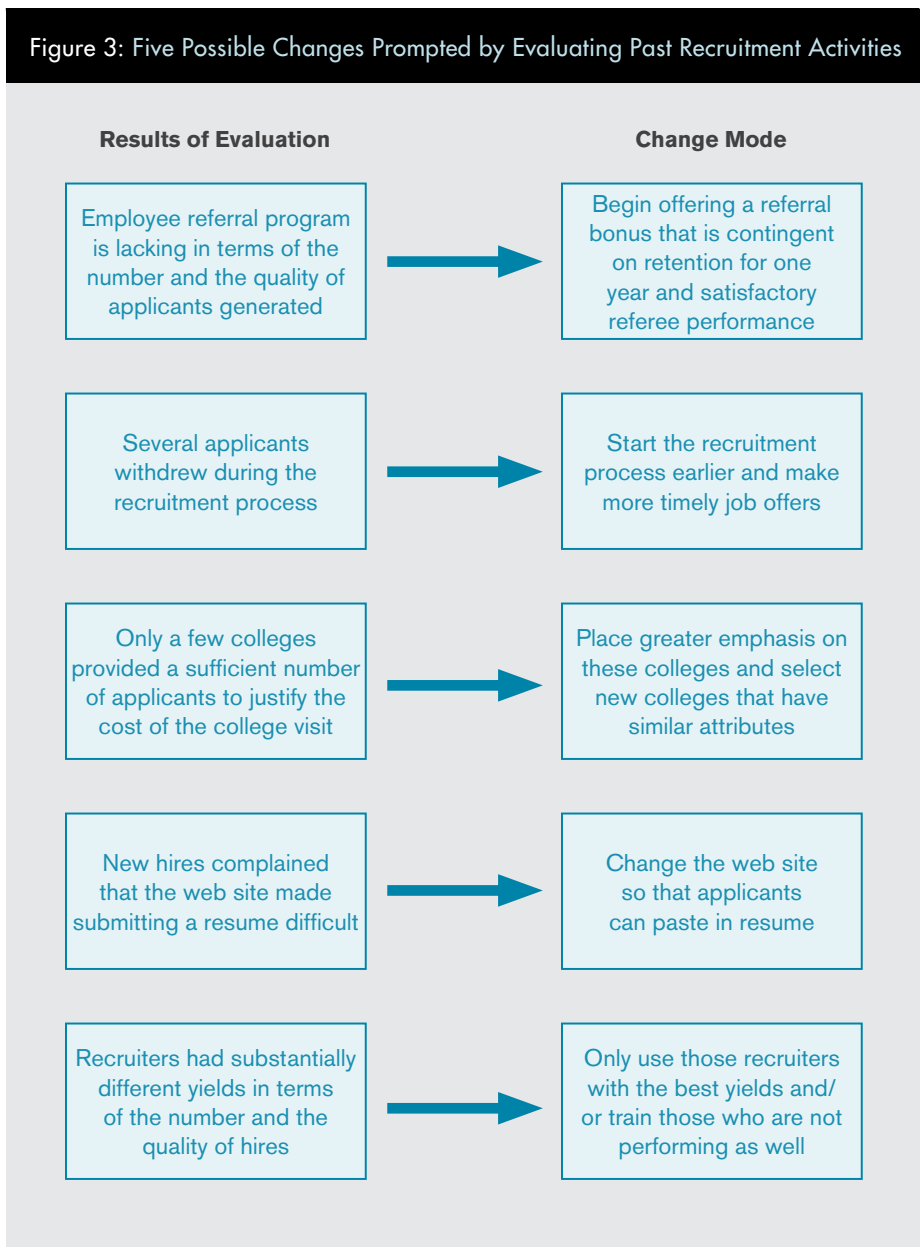 Figure 3: Five Possible Changes Prompted by Evaluating Past Recruitment Activities
Results of Evaluation
Change Mode
Employee referral program
is lacking in terms of the
number and the quality of
applicants generated
Begin offering a referral
bonus that is contingent
on retention for one
year and satisfactory
referee performance
Several applicants
withdrew during the
recruitment process
Start the recruitment
process earlier and make
more timely job offers
Only a few colleges
provided a sufficient number
of applicants to justify the
cost of the college visit
Place greater emphasis on
these colleges and select
new colleges that have
similar attributes
New hires complained
that the web site made
submitting a resume difficult
Change the web site
so that applicants
can paste in resume
Recruiters had substantially
different yields in terms
of the number and the
quality of hires
Only use those recruiters
with the best yields and/
or train those who are not
performing as well